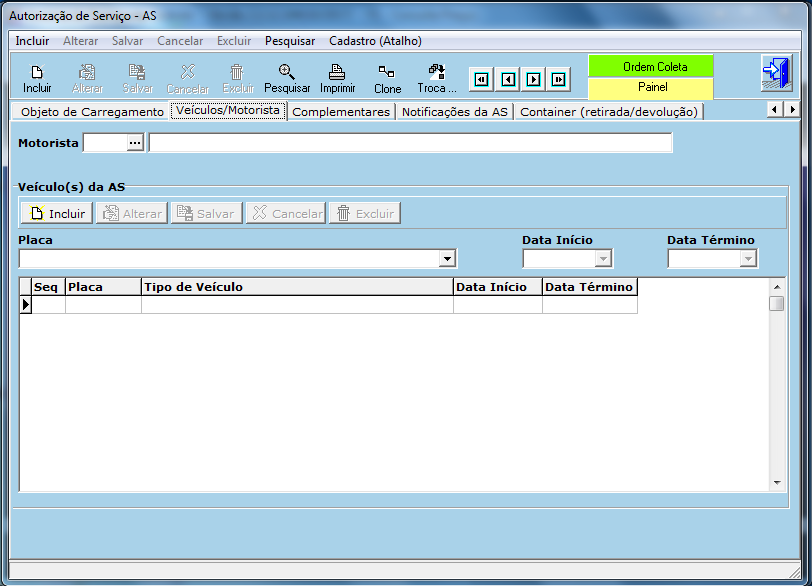 Autorização de Serviço - AS
Incluir Alterar Salvar Cancelar Excluir Pesquisar Cadastro (Atalho)
Incluir Alterar Salvar Cancelar Excluir Pesquisar Imprimir Clone Troca ... Ordem Coleta
Painel
Objeto de Carregamento Veículos/Motorista Complementares Notificações da AS Container (retirada/devolução)
Motorista ...
Veículo(s) da AS
Incluir Alterar Salvar Cancelar Excluir
Placa Data Início Data Término
Seq Placa Tipo de Veículo Data Início Data Término